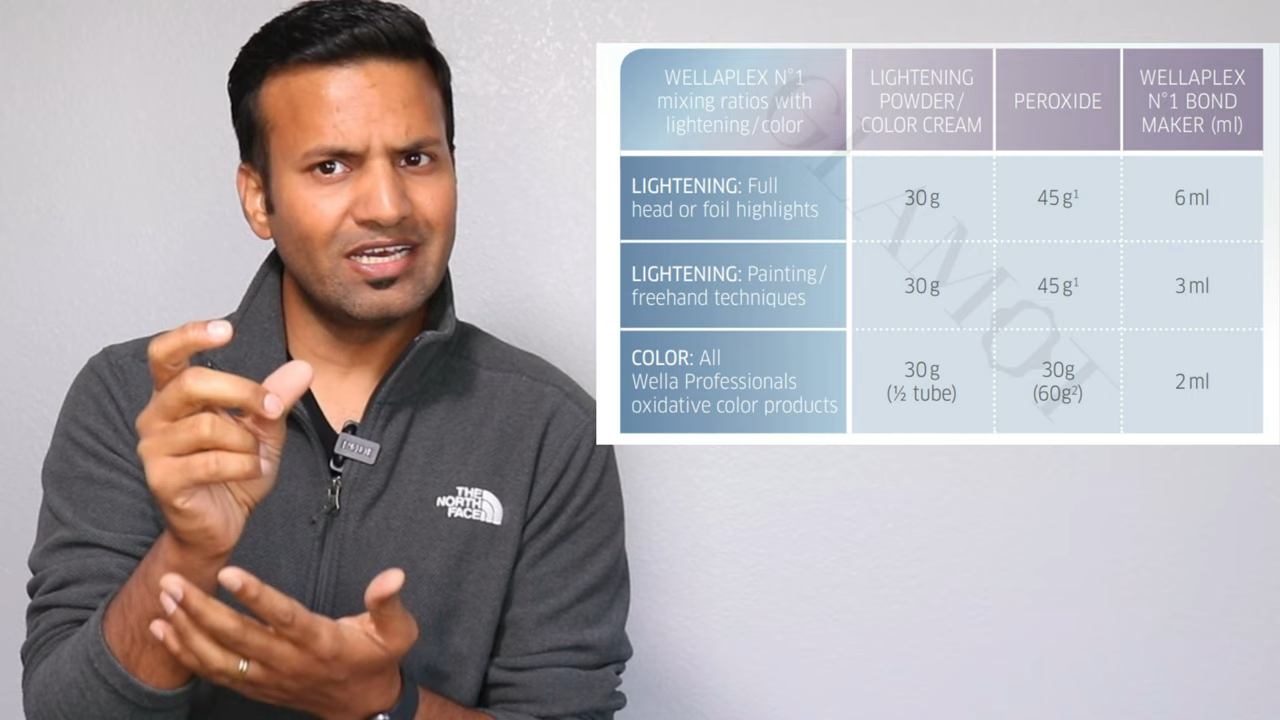 WELLAPLEX N°1
mixing ratios with
lightening/color
LIGHTENING
POWDER/
COLOR CREAM
PEROXIDE
WELLAPLEX
N°1 BOND
MAKER (ml)
LIGHTENING: Full
head or foil highlights
30 g
45 g¹
6 ml
LIGHTENING: Painting/
freehand techniques
30 g
45 g¹
3 ml
COLOR: All
Wella Professionals
oxidative color products
30 g
(½ tube)
30g
(60g²)
2 ml
GLAMOT
THE
NORTH
FACE